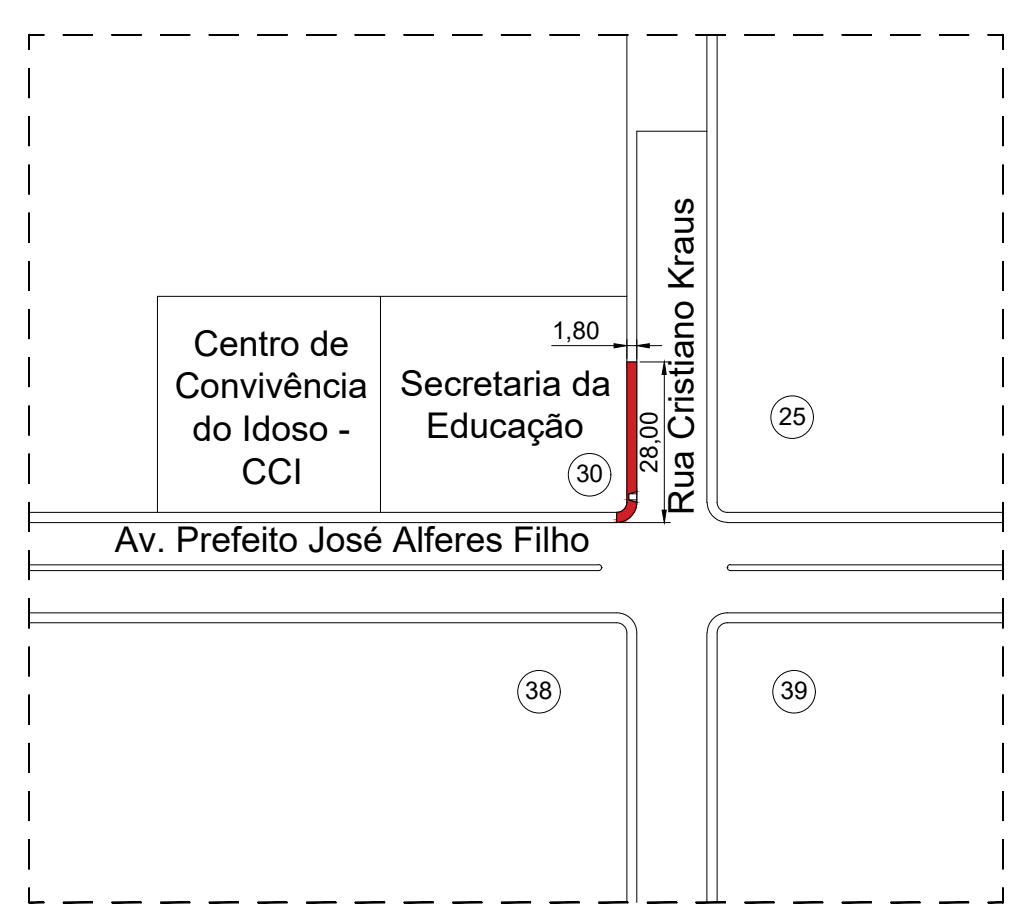 Centro de
Convivência
do Idoso -
CCI
Secretaria da
Educação
30
1,80
28,00
Rua Cristiano Kraus
25
Av. Prefeito José Alferes Filho
38
39